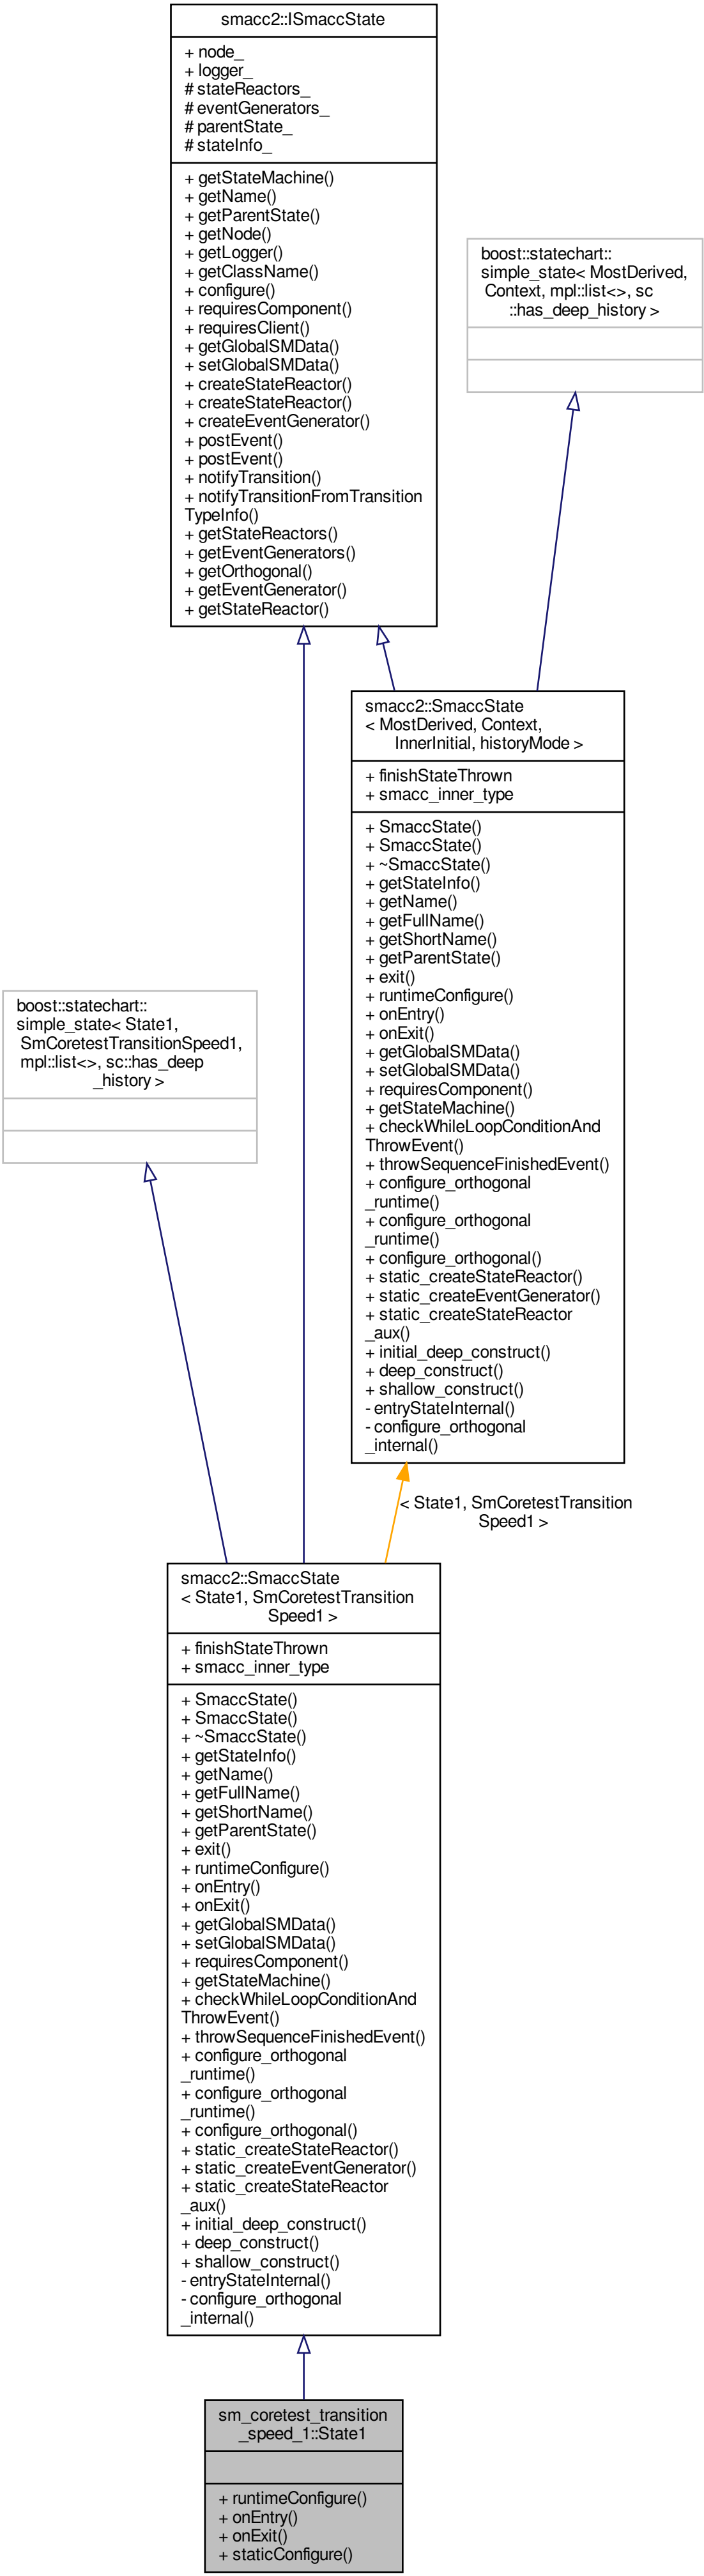 smacc2::ISmaccState
+ node_
+ logger_
# stateReactors_
# eventGenerators_
# parentState_
# stateInfo_
+ getStateMachine()
+ getName()
+ getParentState()
+ getNode()
+ getLogger()
+ getClassName()
+ configure()
+ requiresComponent()
+ requiresClient()
+ getGlobalSMData()
+ setGlobalSMData()
+ createStateReactor()
+ createStateReactor()
+ createEventGenerator()
+ postEvent()
+ postEvent()
+ notifyTransition()
+ notifyTransitionFromTransition
TypeInfo()
+ getStateReactors()
+ getEventGenerators()
+ getOrthogonal()
+ getEventGenerator()
+ getStateReactor()
boost::statechart::
simple_state< MostDerived,
Context, mpl::list<>, sc
::has_deep_history >
smacc2::SmaccState
< MostDerived, Context,
InnerInitial, historyMode >
+ finishStateThrown
+ smacc_inner_type
+ SmaccState()
+ SmaccState()
+ ~SmaccState()
+ getStateInfo()
+ getName()
+ getFullName()
+ getShortName()
+ getParentState()
+ exit()
+ runtimeConfigure()
+ onEntry()
+ onExit()
+ getGlobalSMData()
+ setGlobalSMData()
+ requiresComponent()
+ getStateMachine()
+ checkWhileLoopConditionAnd
ThrowEvent()
+ throwSequenceFinishedEvent()
+ configure_orthogonal
_runtime()
+ configure_orthogonal
_runtime()
+ configure_orthogonal()
+ static_createStateReactor()
+ static_createEventGenerator()
+ static_createStateReactor
_aux()
+ initial_deep_construct()
+ deep_construct()
+ shallow_construct()
- entryStateInternal()
- configure_orthogonal
_internal()
boost::statechart::
simple_state< State1,
SmCoretestTransitionSpeed1,
mpl::list<>, sc::has_deep
_history >
< State1, SmCoretestTransition
Speed1 >
smacc2::SmaccState
< State1, SmCoretestTransition
Speed1 >
+ finishStateThrown
+ smacc_inner_type
+ SmaccState()
+ SmaccState()
+ ~SmaccState()
+ getStateInfo()
+ getName()
+ getFullName()
+ getShortName()
+ getParentState()
+ exit()
+ runtimeConfigure()
+ onEntry()
+ onExit()
+ getGlobalSMData()
+ setGlobalSMData()
+ requiresComponent()
+ getStateMachine()
+ checkWhileLoopConditionAnd
ThrowEvent()
+ throwSequenceFinishedEvent()
+ configure_orthogonal
_runtime()
+ configure_orthogonal
_runtime()
+ configure_orthogonal()
+ static_createStateReactor()
+ static_createEventGenerator()
+ static_createStateReactor
_aux()
+ initial_deep_construct()
+ deep_construct()
+ shallow_construct()
- entryStateInternal()
- configure_orthogonal
_internal()
sm_coretest_transition
_speed_1::State1
+ runtimeConfigure()
+ onEntry()
+ onExit()
+ staticConfigure()